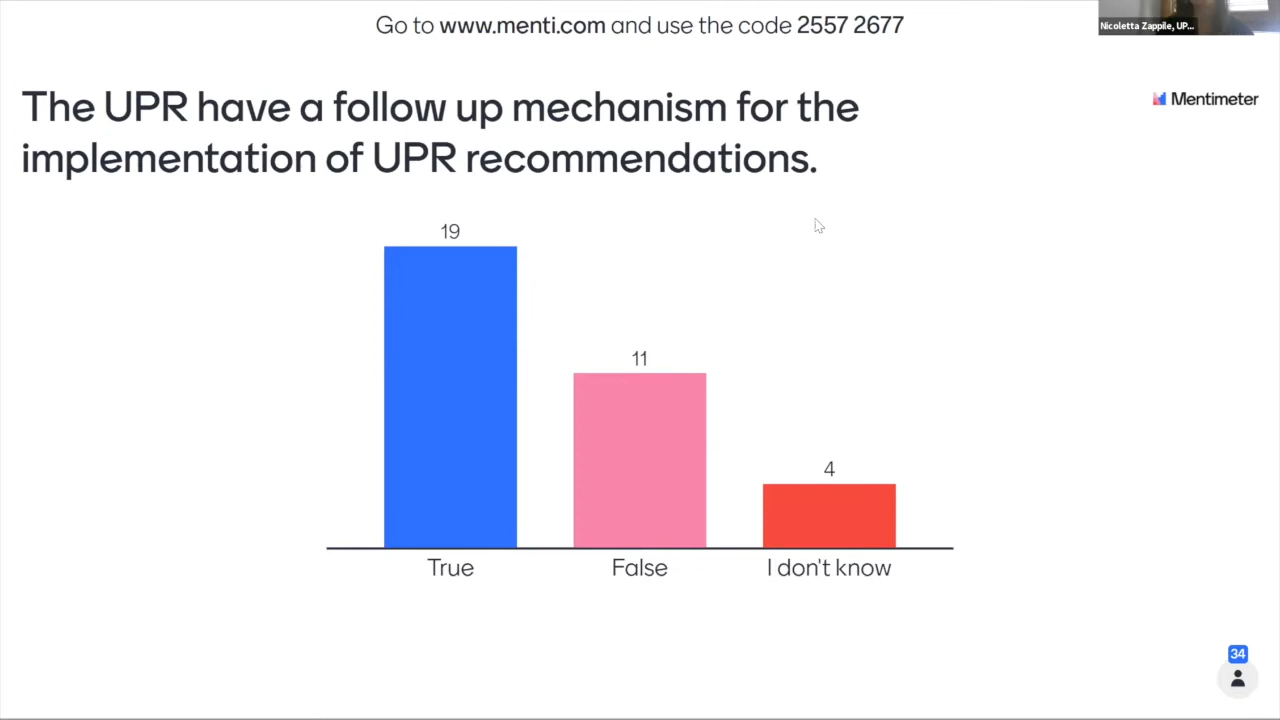 Go to www.menti.com and use the code 2557 2677
Nicoletta Zappile, UP...
The UPR have a follow up mechanism for the
implementation of UPR recommendations.
Mentimeter
19
11
4
True
False
I don't know
34